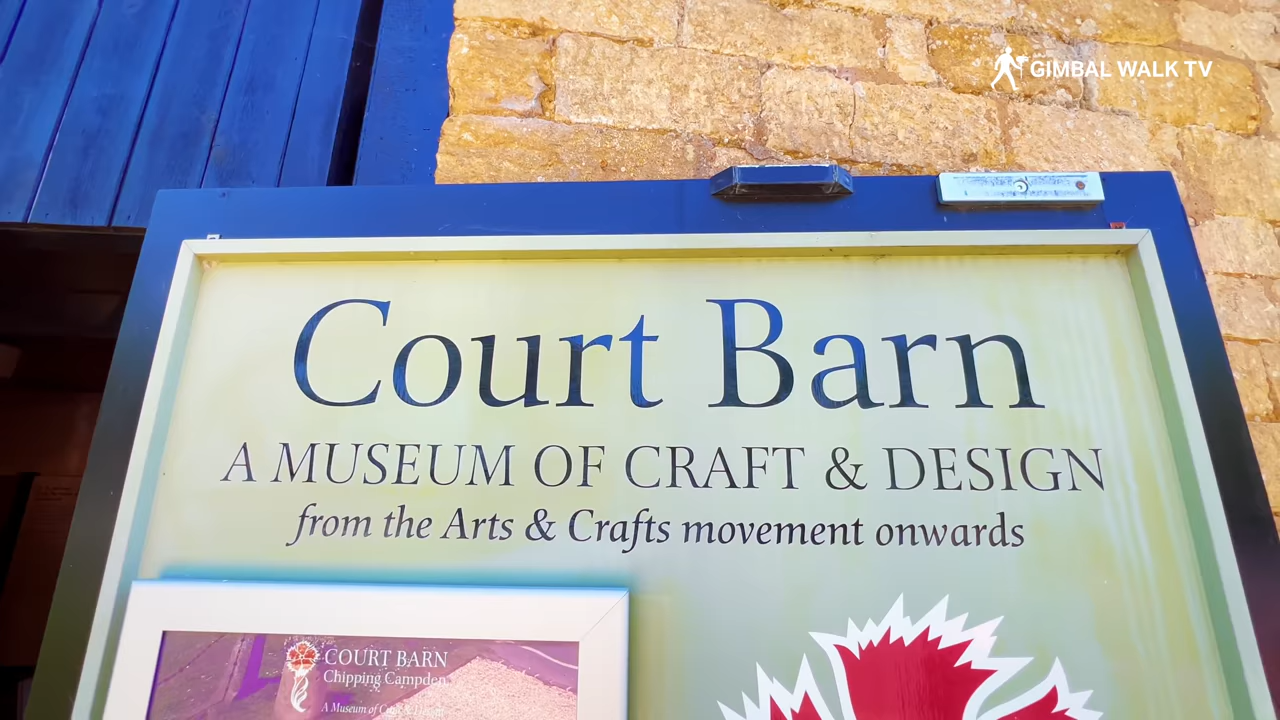 GIMBAL WALK TV
Court Barn
A MUSEUM OF CRAFT & DESIGN
from the Arts & Crafts movement onwards
COURT BARN
Chipping Campden
A Museum of Craft & Design